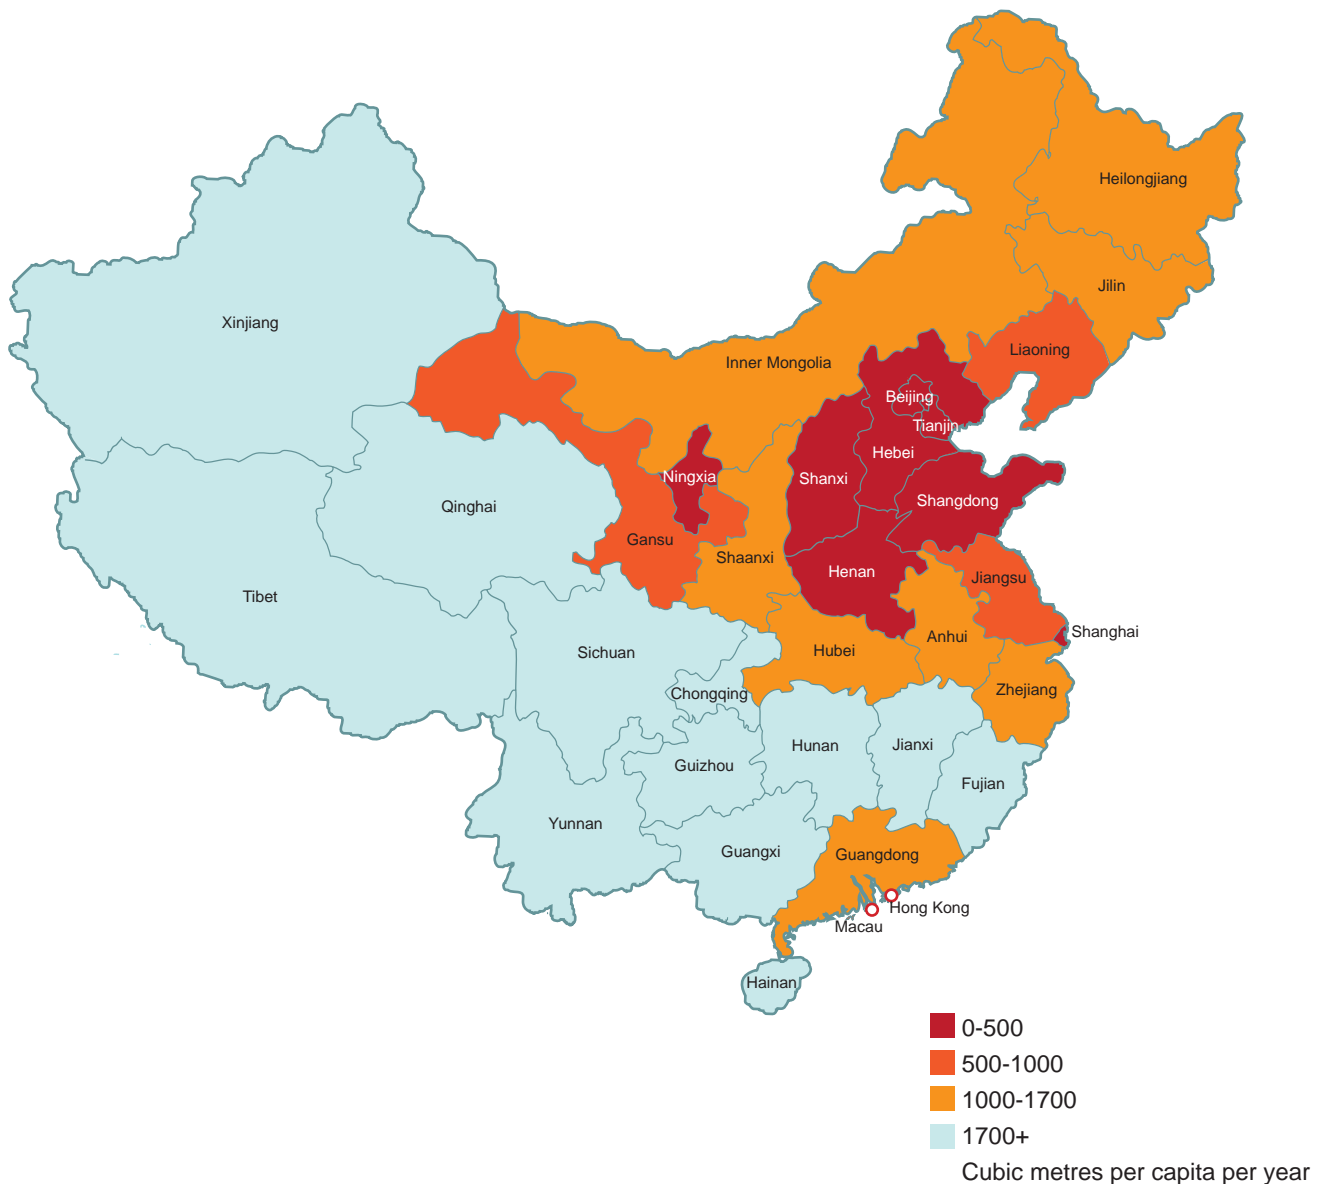 Heilongjiang
Jilin
Xinjiang
Liaoning
Inner Mongolia
Beijing
Tianjin
Hebei
Ningxia
Shanxi
Shangdong
Qinghai
Gansu
Shaanxi
Henan
Jiangsu
Tibet
Shanghai
Anhui
Hubei
Sichuan
Zhejiang
Chongqing
Hunan
Jianxi
Guizhou
Fujian
Yunnan
Guangxi
Guangdong
Hong Kong
Macau
Hainan
0-500
500-1000
1000-1700
1700+
Cubic metres per capita per year